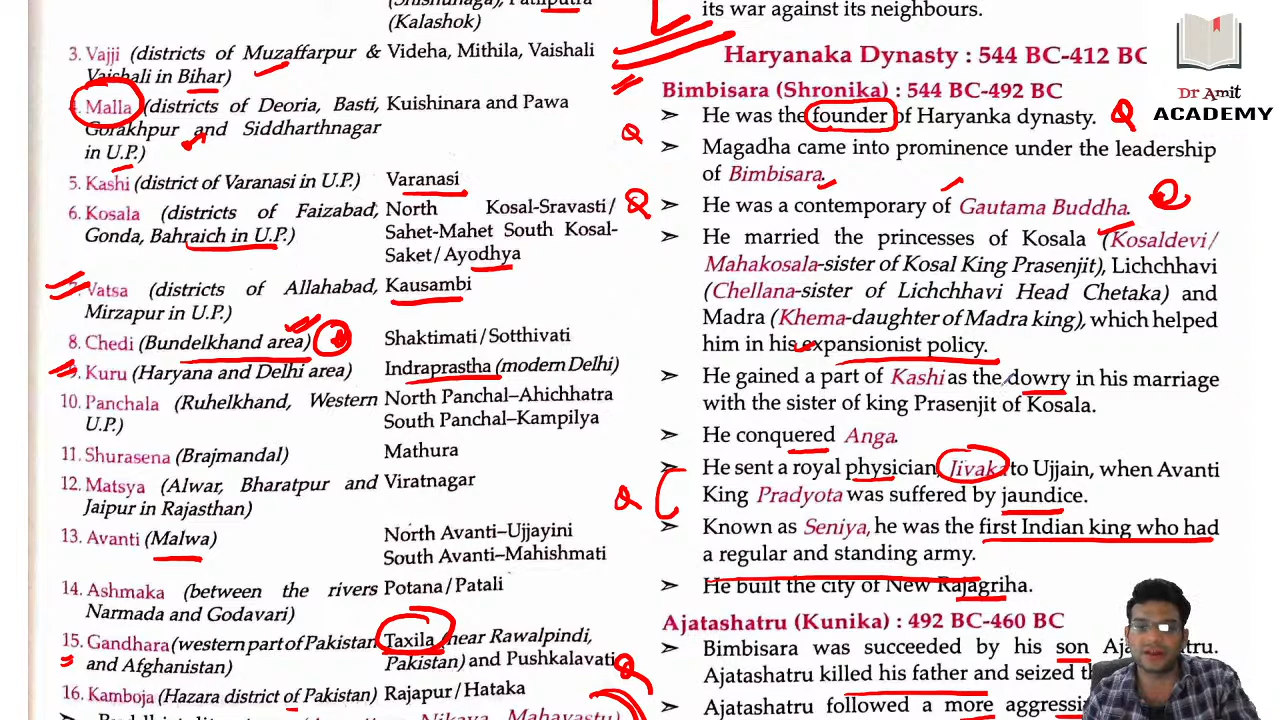 (Shishunaga), Patliputra
(Kalashok)
3. Vajji (districts of Muzaffarpur & Videha, Mithila, Vaishali
Vaishali in Bihar)
4. Malla (districts of Deoria, Basti, Kuishinara and Pawa
Gorakhpur and Siddharthnagar
in U.P.)
5. Kashi (district of Varanasi in U.P.) Varanasi
6. Kosala (districts of Faizabad, North Kosal-Sravasti/
Gonda, Bahraich in U.P.) Sahet-Mahet South Kosal-
Saket/Ayodhya
7. Vatsa (districts of Allahabad, Kausambi
Mirzapur in U.P.)
8. Chedi (Bundelkhand area) Shaktimati/Sotthivati
9. Kuru (Haryana and Delhi area) Indraprastha (modern Delhi)
10. Panchala (Ruhelkhand, Western North Panchal–Ahichhatra
U.P.) South Panchal–Kampilya
11. Shurasena (Brajmandal) Mathura
12. Matsya (Alwar, Bharatpur and Viratnagar
Jaipur in Rajasthan)
13. Avanti (Malwa) North Avanti–Ujjayini
South Avanti–Mahishmati
14. Ashmaka (between the rivers Potana/Patali
Narmada and Godavari)
15. Gandhara (western part of Pakistan Taxila (near Rawalpindi,
and Afghanistan) Pakistan) and Pushkalavati
16. Kamboja (Hazara district of Pakistan) Rajapur/Hataka
Nikaya, Mahavastu)
its war against its neighbours.
Haryanaka Dynasty : 544 BC-412 BC
Bimbisara (Shronika) : 544 BC-492 BC
➢ He was the founder of Haryanka dynasty.
➢ Magadha came into prominence under the leadership
of Bimbisara.
➢ He was a contemporary of Gautama Buddha.
➢ He married the princesses of Kosala (Kosaldevi/
Mahakosala-sister of Kosal King Prasenjit), Lichchhavi
(Chellana-sister of Lichchhavi Head Chetaka) and
Madra (Khema-daughter of Madra king), which helped
him in his expansionist policy.
➢ He gained a part of Kashi as the dowry in his marriage
with the sister of king Prasenjit of Kosala.
➢ He conquered Anga.
➢ He sent a royal physician, Jivaka to Ujjain, when Avanti
King Pradyota was suffered by jaundice.
➢ Known as Seniya, he was the first Indian king who had
a regular and standing army.
➢ He built the city of New Rajagriha.
Ajatashatru (Kunika) : 492 BC-460 BC
➢ Bimbisara was succeeded by his son
Ajatashatru killed his father and seized
➢ Ajatashatru followed a more
Dr Amit
ACADEMY